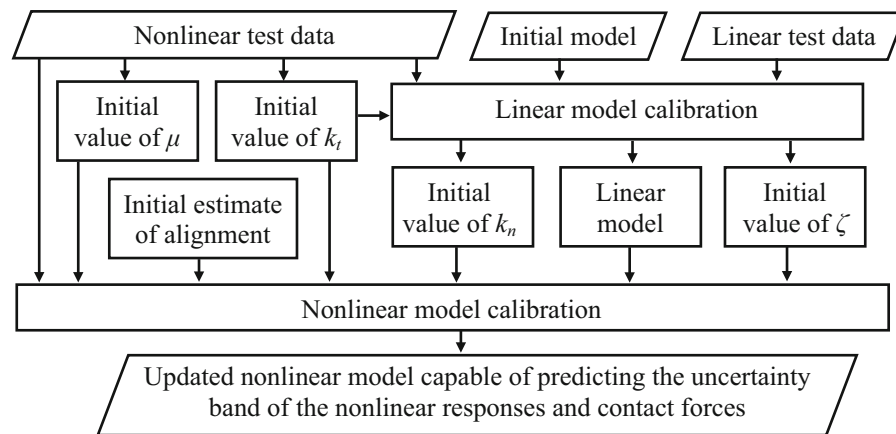 Nonlinear test data
Initial model
Linear test data
Initial
value of μ
Initial
value of kₜ
Linear model calibration
Initial estimate
of alignment
Initial
value of kₙ
Linear
model
Initial
value of ζ
Nonlinear model calibration
Updated nonlinear model capable of predicting the uncertainty
band of the nonlinear responses and contact forces